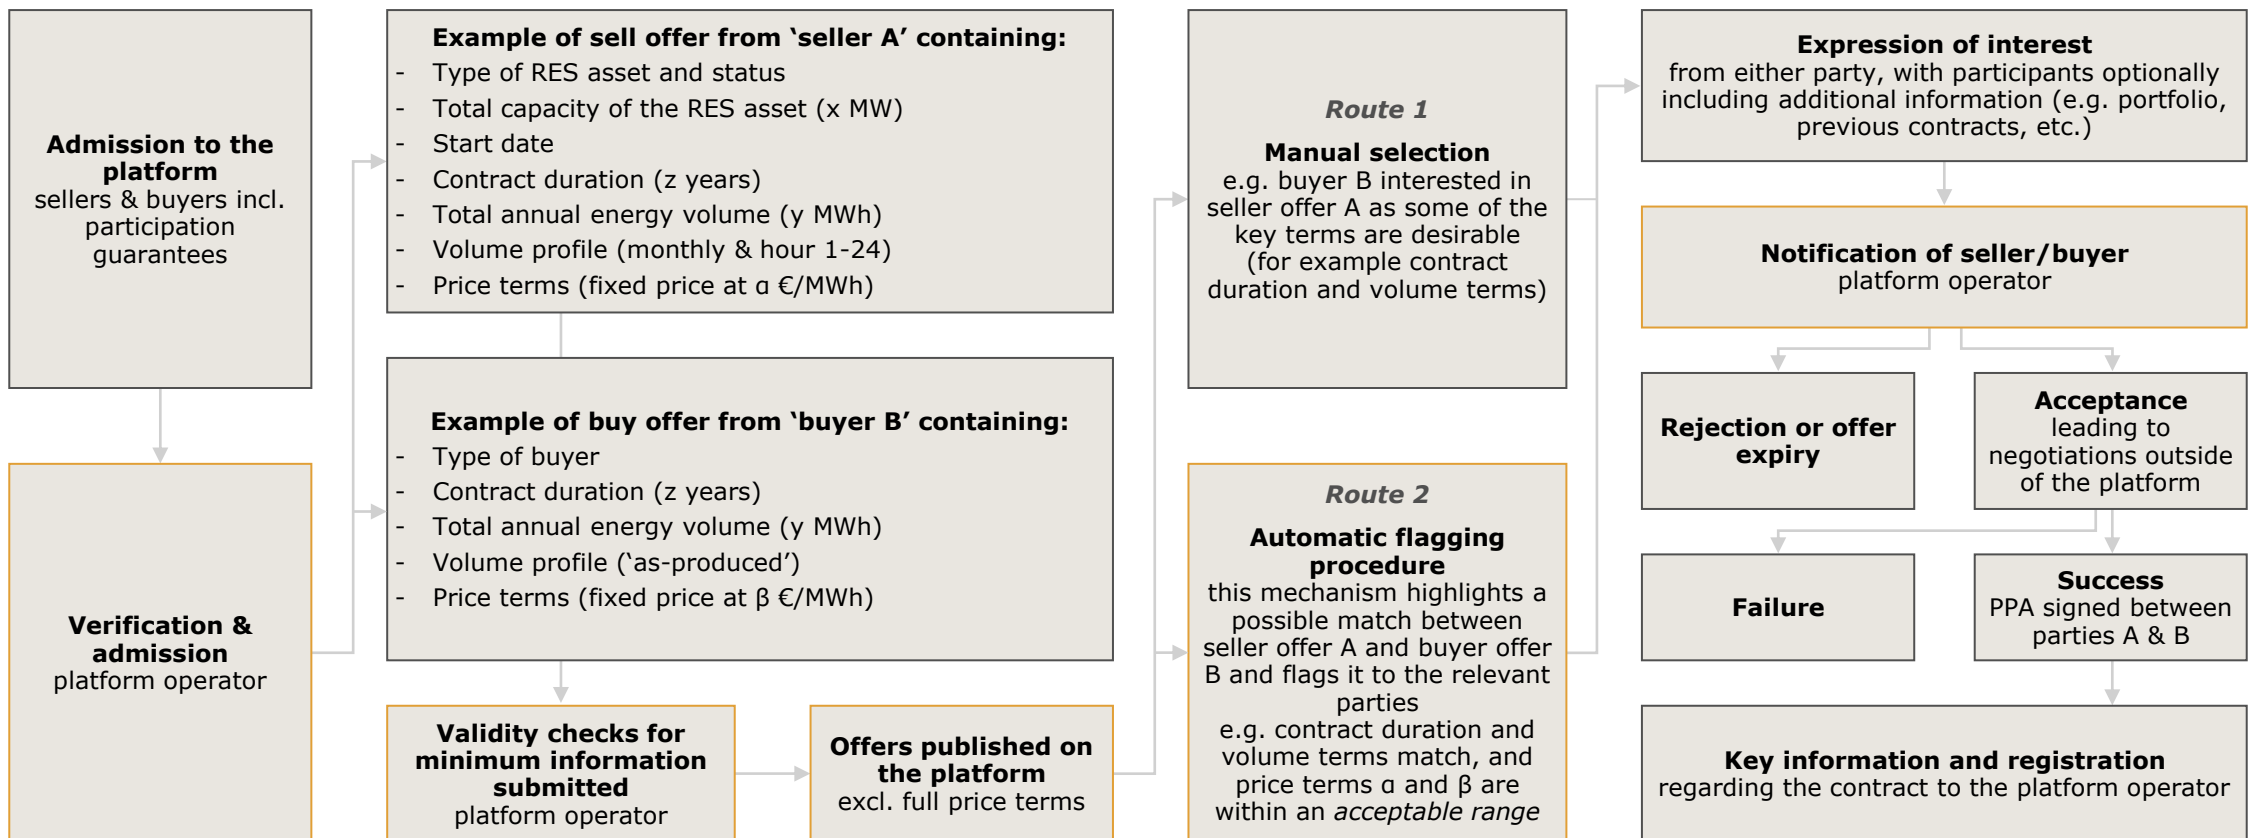 Admission to the
platform
sellers & buyers incl.
participation
guarantees
Verification &
admission
platform operator
Example of sell offer from ‘seller A’ containing:
- Type of RES asset and status
- Total capacity of the RES asset (x MW)
- Start date
- Contract duration (z years)
- Total annual energy volume (y MWh)
- Volume profile (monthly & hour 1-24)
- Price terms (fixed price at α €/MWh)
Example of buy offer from ‘buyer B’ containing:
- Type of buyer
- Contract duration (z years)
- Total annual energy volume (y MWh)
- Volume profile (‘as-produced’)
- Price terms (fixed price at β €/MWh)
Validity checks for
minimum information
submitted
platform operator
Offers published on
the platform
excl. full price terms
Route 1
Manual selection
e.g. buyer B interested in
seller offer A as some of the
key terms are desirable
(for example contract
duration and volume terms)
Route 2
Automatic flagging
procedure
this mechanism highlights a
possible match between
seller offer A and buyer offer
B and flags it to the relevant
parties
e.g. contract duration and
volume terms match, and
price terms α and β are
within an acceptable range
Expression of interest
from either party, with participants optionally
including additional information (e.g. portfolio,
previous contracts, etc.)
Notification of seller/buyer
platform operator
Rejection or offer
expiry
Acceptance
leading to
negotiations outside
of the platform
Failure
Success
PPA signed between
parties A & B
Key information and registration
regarding the contract to the platform operator